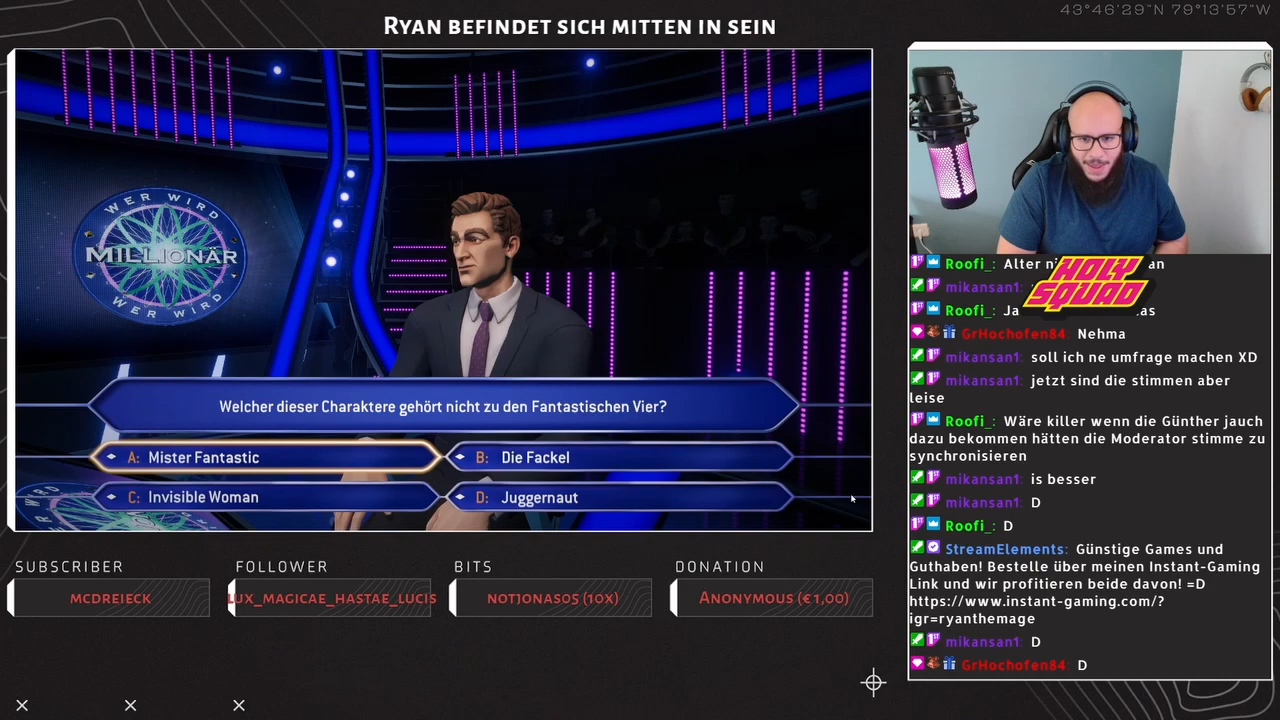 43°46'29"N 79°13'57"W
Ryan befindet sich mitten in sein
WER WIRD
MILLIONÄR
WER WIRD
Welcher dieser Charaktere gehört nicht zu den Fantastischen Vier?
A: Mister Fantastic
B: Die Fackel
C: Invisible Woman
D: Juggernaut
SUBSCRIBER
FOLLOWER
BITS
DONATION
MCDREIECK
LUX_MAGICAE_HASTAE_LUCIS
NOTJONAS05 (10X)
Anonymous (€1,00)
HOLY
SQUAD
Roofi_: Alter
mikansan1:
Roofi_: Ja
GrHochofen84: Nehma
mikansan1: soll ich ne umfrage machen XD
mikansan1: jetzt sind die stimmen aber
leise
Roofi_: Wäre killer wenn die Günther jauch
dazu bekommen hätten die Moderator stimme zu
synchronisieren
mikansan1: is besser
mikansan1: D
Roofi_: D
StreamElements: Günstige Games und
Guthaben! Bestelle über meinen Instant-Gaming
Link und wir profitieren beide davon! =D
https://www.instant-gaming.com/?
igr=ryanthemage
mikansan1: D
GrHochofen84: D